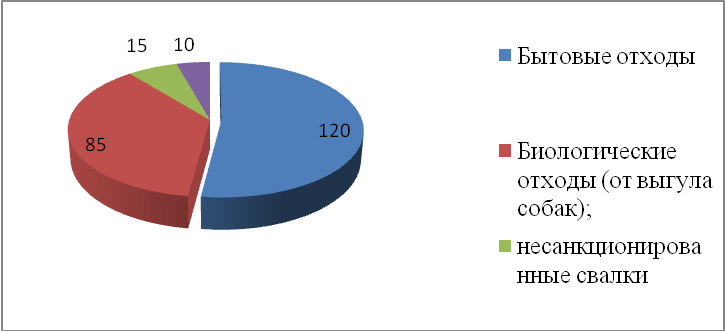 15
10
120
85
Бытовые отходы
Биологические
отходы (от выгула
собак);
несанкционирова
нные свалки